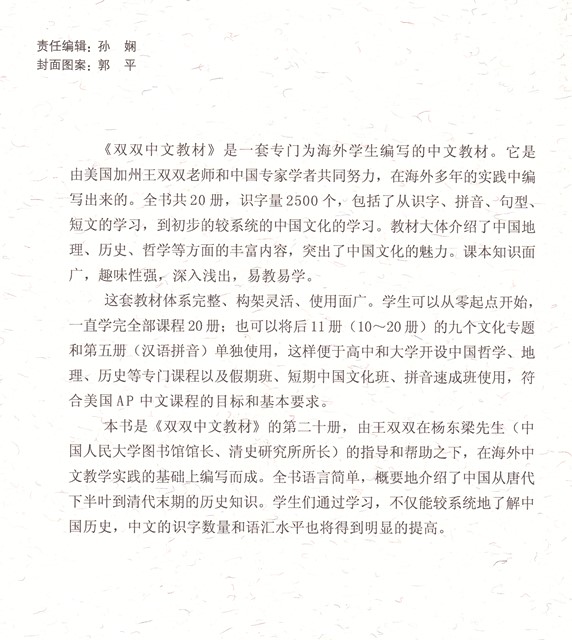 责任编辑：孙　娴
封面图案：郭　平
《双双中文教材》是一套专门为海外学生编写的中文教材。它是
由美国加州王双双老师和中国专家学者共同努力，在海外多年的实践中编
写出来的。全书共20册，识字量2500个，包括了从识字、拼音、句型、
短文的学习，到初步的较系统的中国文化的学习。教材大体介绍了中国地
理、历史、哲学等方面的丰富内容，突出了中国文化的魅力。课本知识面
广，趣味性强，深入浅出，易教易学。
这套教材体系完整、构架灵活、使用面广。学生可以从零起点开始，
一直学完全部课程20册；也可以将后11册（10～20册）的九个文化专题
和第五册（汉语拼音）单独使用，这样便于高中和大学开设中国哲学、地
理、历史等专门课程以及假期班、短期中国文化班、拼音速成班使用，符
合美国AP中文课程的目标和基本要求。
本书是《双双中文教材》的第二十册，由王双双在杨东梁先生（中
国人民大学图书馆馆长、清史研究所所长）的指导和帮助之下，在海外中
文教学实践的基础上编写而成。全书语言简单，概要地介绍了中国从唐代
下半叶到清代末期的历史知识。学生们通过学习，不仅能较系统地了解中
国历史，中文的识字数量和语汇水平也将得到明显的提高。